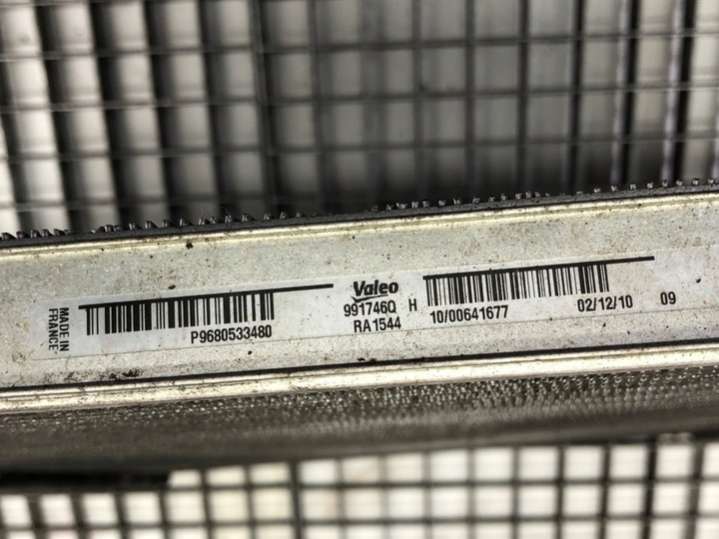 MADE IN
FRANCE
P9680533480
Valeo
991746Q H
RA1544
10/00641677 02/12/10 09